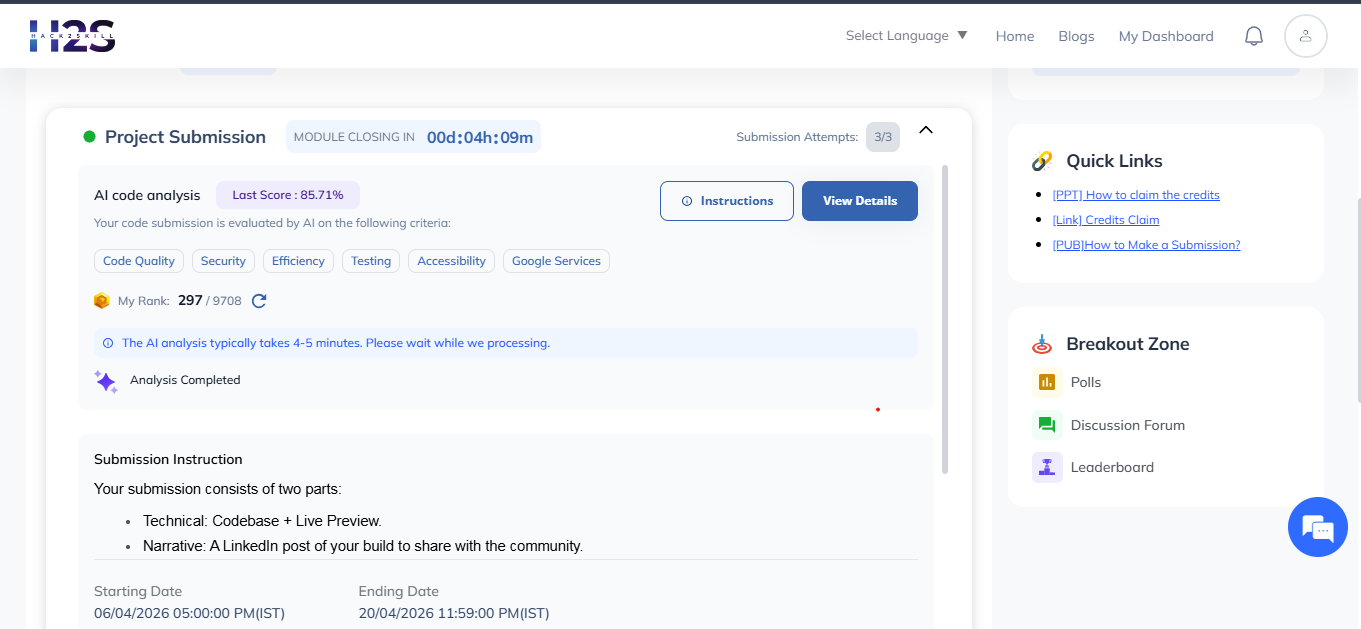 H2S
HACK2SKILL
Select Language ▼
Home
Blogs
My Dashboard
Project Submission
MODULE CLOSING IN 00d:04h:09m
Submission Attempts: 3/3
AI code analysis
Last Score : 85.71%
Instructions
View Details
Your code submission is evaluated by AI on the following criteria:
Code Quality
Security
Efficiency
Testing
Accessibility
Google Services
My Rank: 297 / 9708
The AI analysis typically takes 4-5 minutes. Please wait while we processing.
Analysis Completed
Submission Instruction
Your submission consists of two parts:
• Technical: Codebase + Live Preview.
• Narrative: A LinkedIn post of your build to share with the community.
Starting Date
06/04/2026 05:00:00 PM(IST)
Ending Date
20/04/2026 11:59:00 PM(IST)
Quick Links
• [PPT] How to claim the credits
• [Link] Credits Claim
• [PUB]How to Make a Submission?
Breakout Zone
Polls
Discussion Forum
Leaderboard